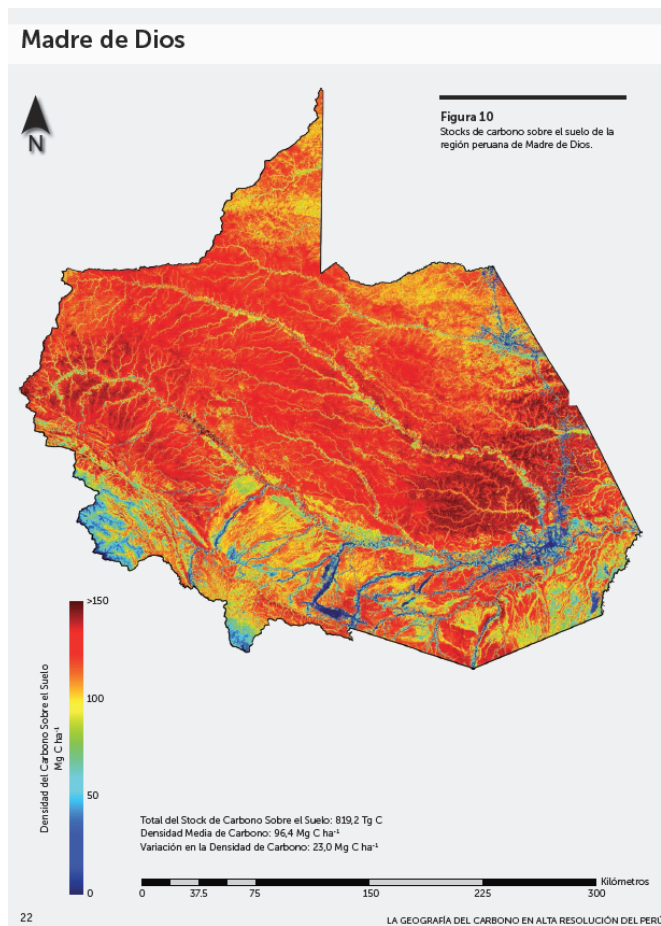 Madre de Dios
N
Figura 10
Stocks de carbono sobre el suelo de la
región peruana de Madre de Dios.
>150
100
50
0
Densidad del Carbono Sobre el Suelo
Mg C ha⁻¹
Total del Stock de Carbono Sobre el Suelo: 819,2 Tg C
Densidad Media de Carbono: 96,4 Mg C ha⁻¹
Variación en la Densidad de Carbono: 23,0 Mg C ha⁻¹
Kilómetros
0 37.5 75 150 225 300
22
LA GEOGRAFÍA DEL CARBONO EN ALTA RESOLUCIÓN DEL PERÚ